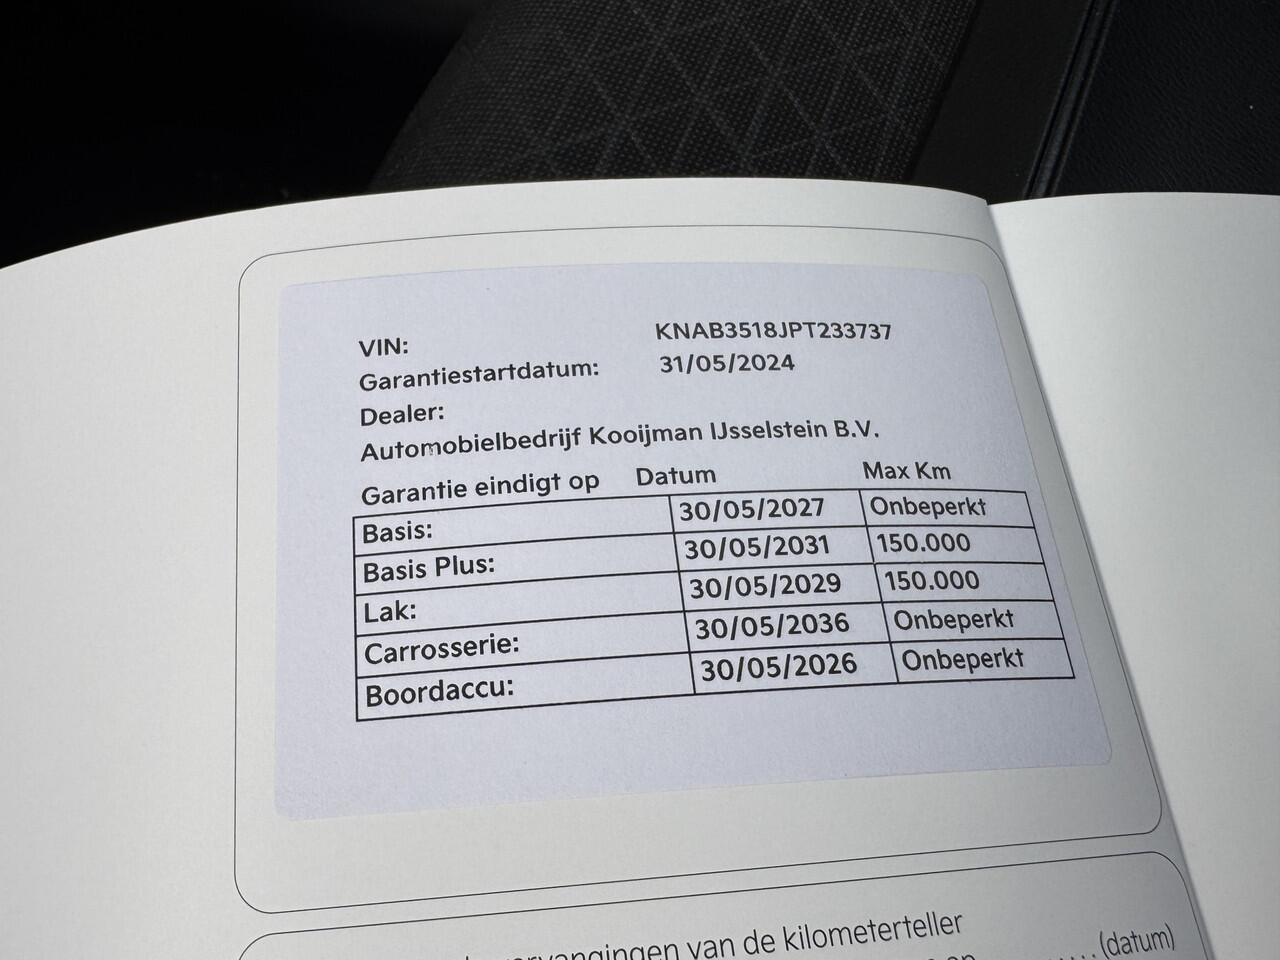 VIN: KNAB3518JPT233737
Garantiestartdatum: 31/05/2024
Dealer:
Automobielbedrijf Kooijman IJsselstein B.V.
Garantie eindigt op Datum Max Km
Basis: 30/05/2027 Onbeperkt
Basis Plus: 30/05/2031 150.000
Lak: 30/05/2029 150.000
Carrosserie: 30/05/2036 Onbeperkt
Boordaccu: 30/05/2026 Onbeperkt
van de kilometerteller
(datum)